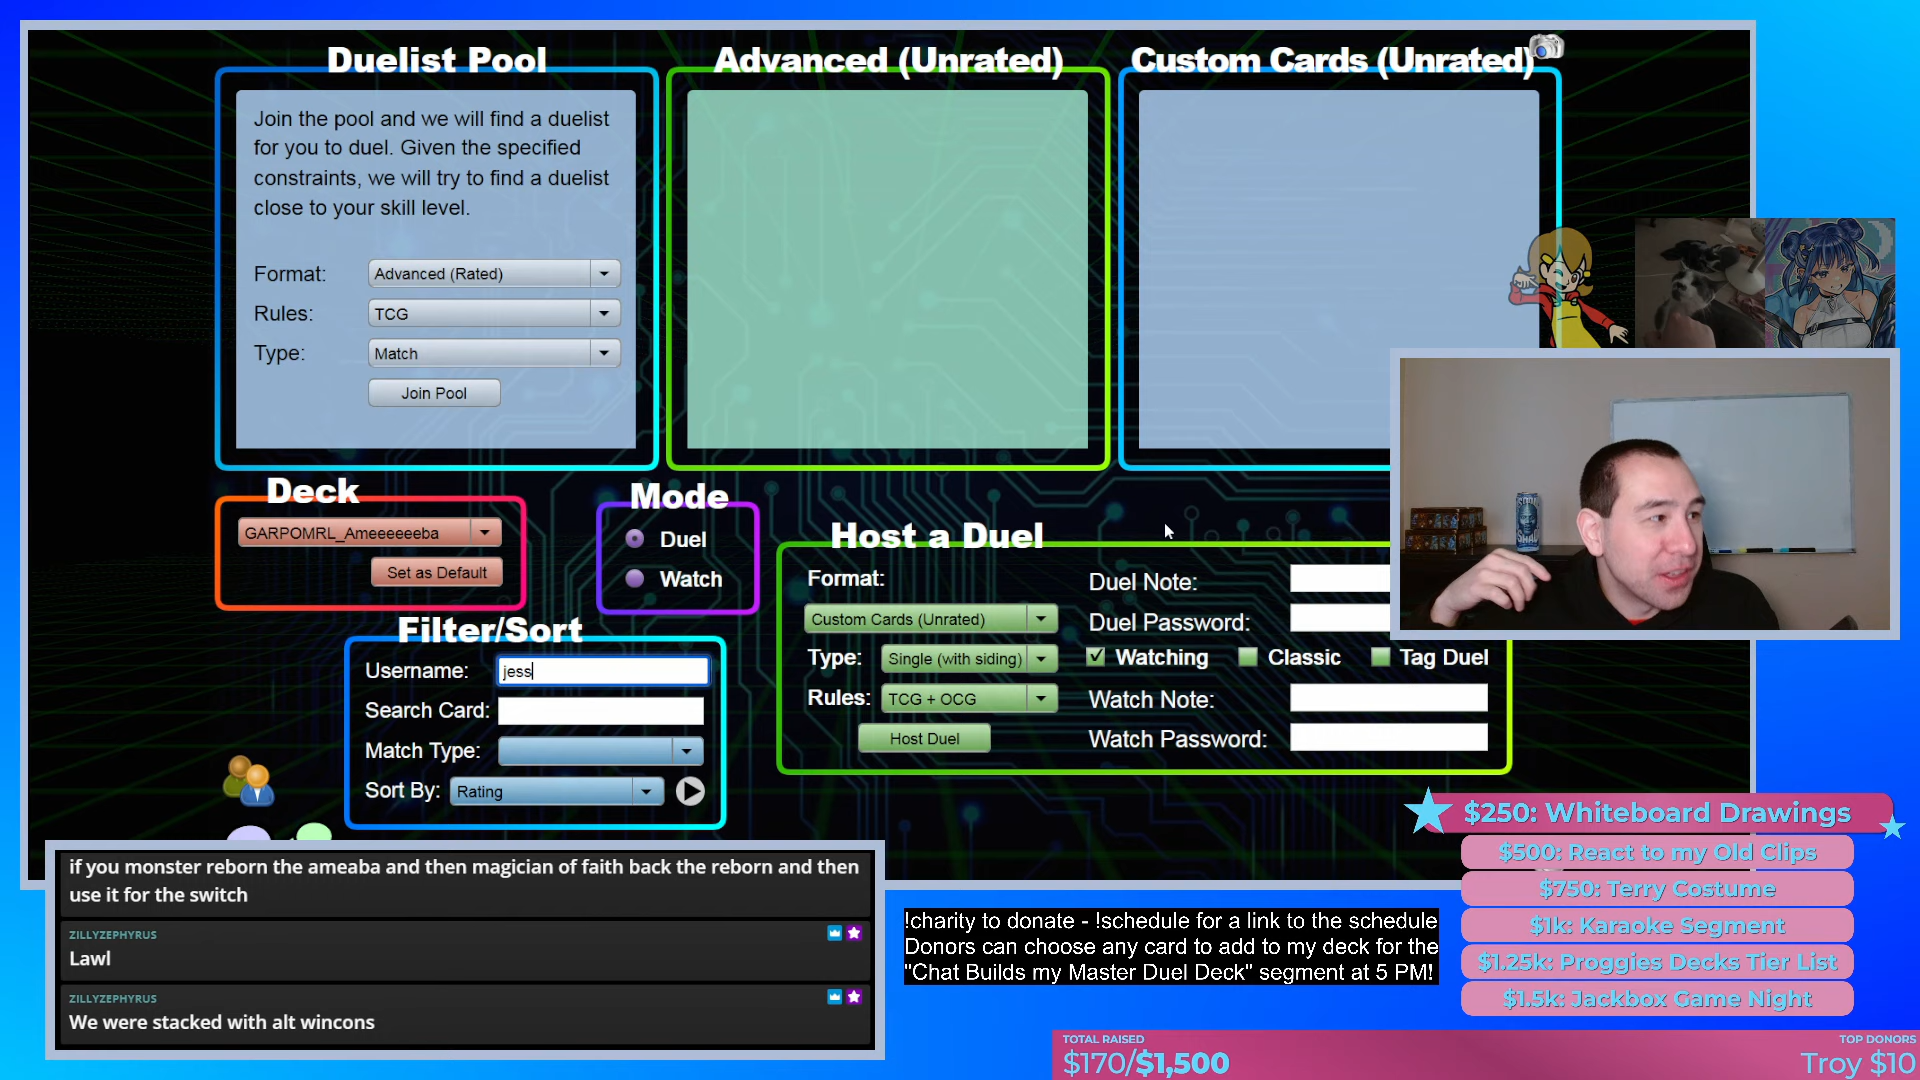 Duelist Pool
Join the pool and we will find a duelist
for you to duel. Given the specified
constraints, we will try to find a duelist
close to your skill level.
Format: Advanced (Rated)
Rules: TCG
Type: Match
Join Pool
Advanced (Unrated)
Custom Cards (Unrated)
Deck
GARPOMRL_Ameeeeeeba
Set as Default
Mode
Duel
Watch
Filter/Sort
Username: jess
Search Card:
Match Type:
Sort By: Rating
Host a Duel
Format:
Custom Cards (Unrated)
Type: Single (with siding)
Rules: TCG + OCG
Host Duel
Duel Note:
Duel Password:
Watching Classic Tag Duel
Watch Note:
Watch Password:
if you monster reborn the ameaba and then magician of faith back the reborn and then
use it for the switch
ZILLYZEPHYRUS
Lawl
ZILLYZEPHYRUS
We were stacked with alt wincons
!charity to donate - !schedule for a link to the schedule
Donors can choose any card to add to my deck for the
"Chat Builds my Master Duel Deck" segment at 5 PM!
$250: Whiteboard Drawings
$500: React to my Old Clips
$750: Terry Costume
$1k: Karaoke Segment
$1.25k: Proggies Decks Tier List
$1.5k: Jackbox Game Night
TOTAL RAISED
$170/$1,500
TOP DONORS
Troy $10